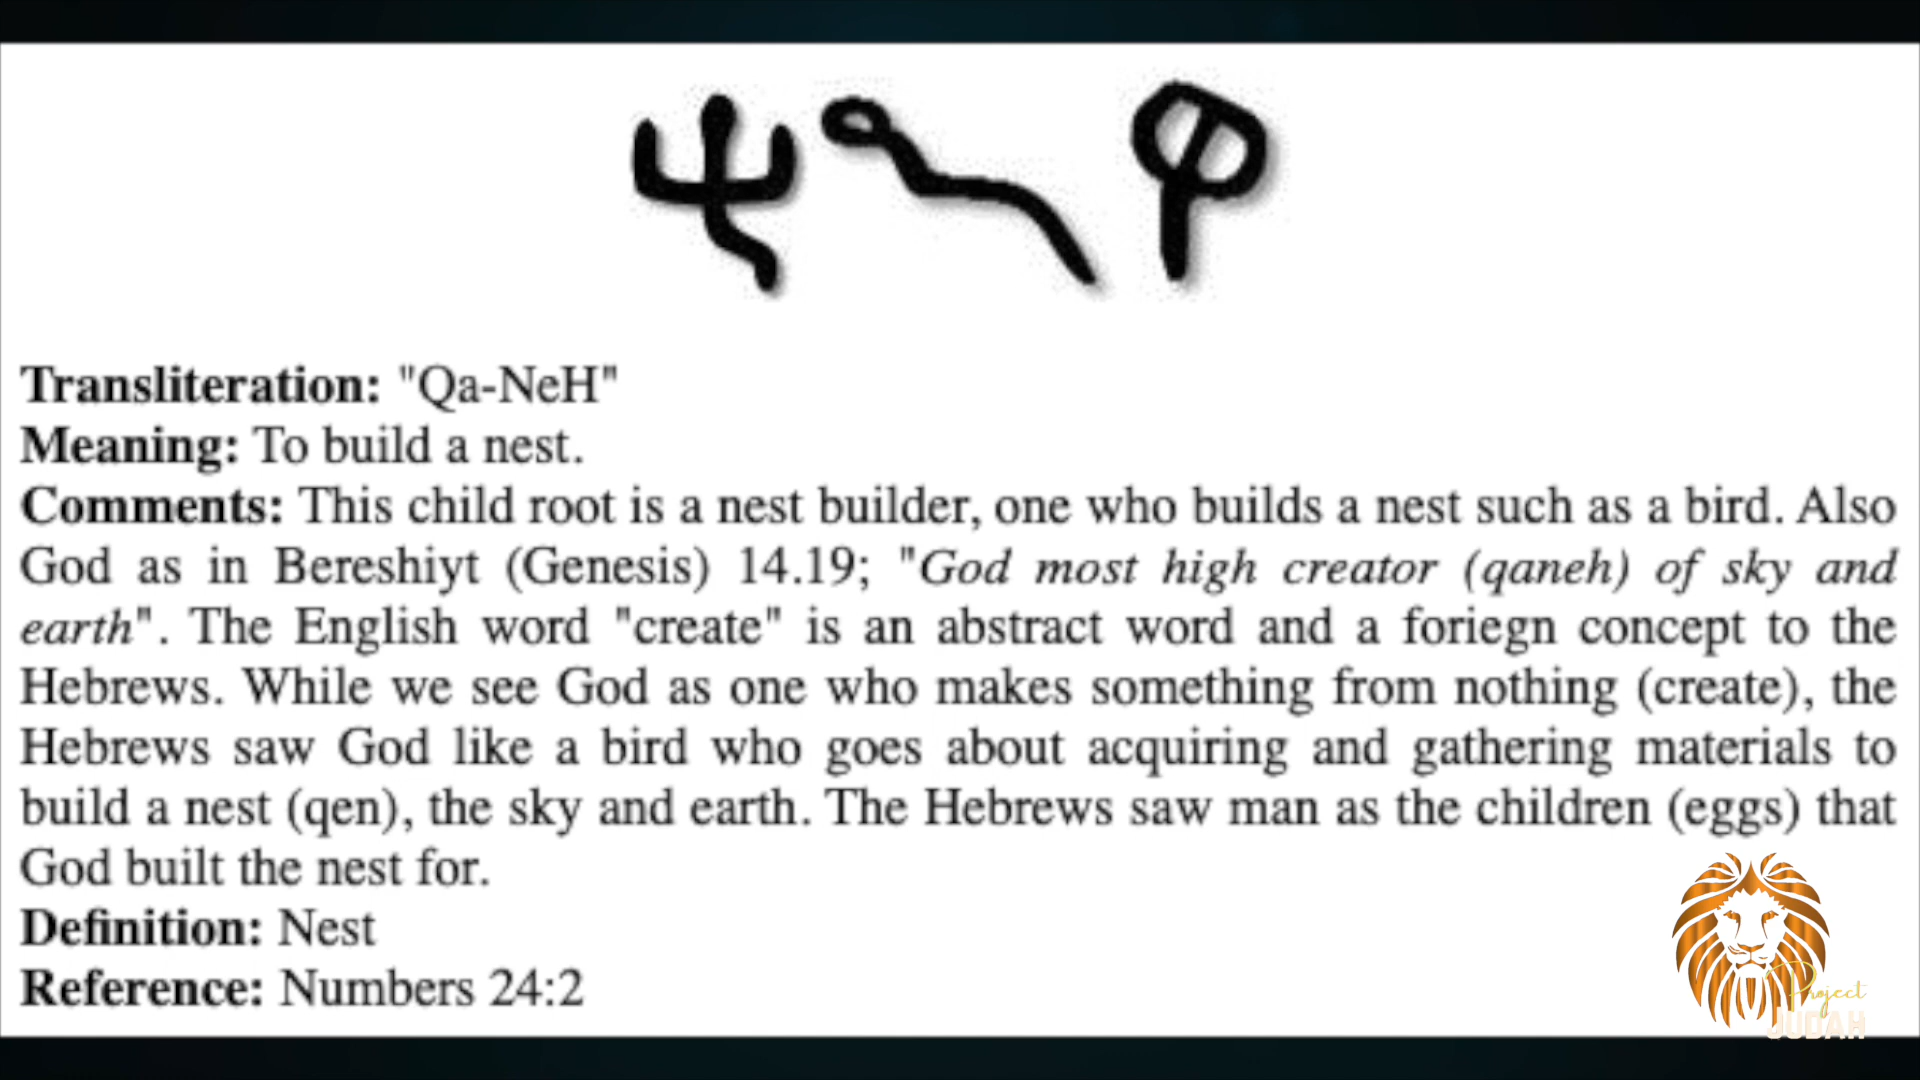 Transliteration: "Qa-NeH"
Meaning: To build a nest.
Comments: This child root is a nest builder, one who builds a nest such as a bird. Also
God as in Bereshiyt (Genesis) 14.19; "God most high creator (qaneh) of sky and
earth". The English word "create" is an abstract word and a foriegn concept to the
Hebrews. While we see God as one who makes something from nothing (create), the
Hebrews saw God like a bird who goes about acquiring and gathering materials to
build a nest (qen), the sky and earth. The Hebrews saw man as the children (eggs) that
God built the nest for.
Definition: Nest
Reference: Numbers 24:2
Project
JUDAH